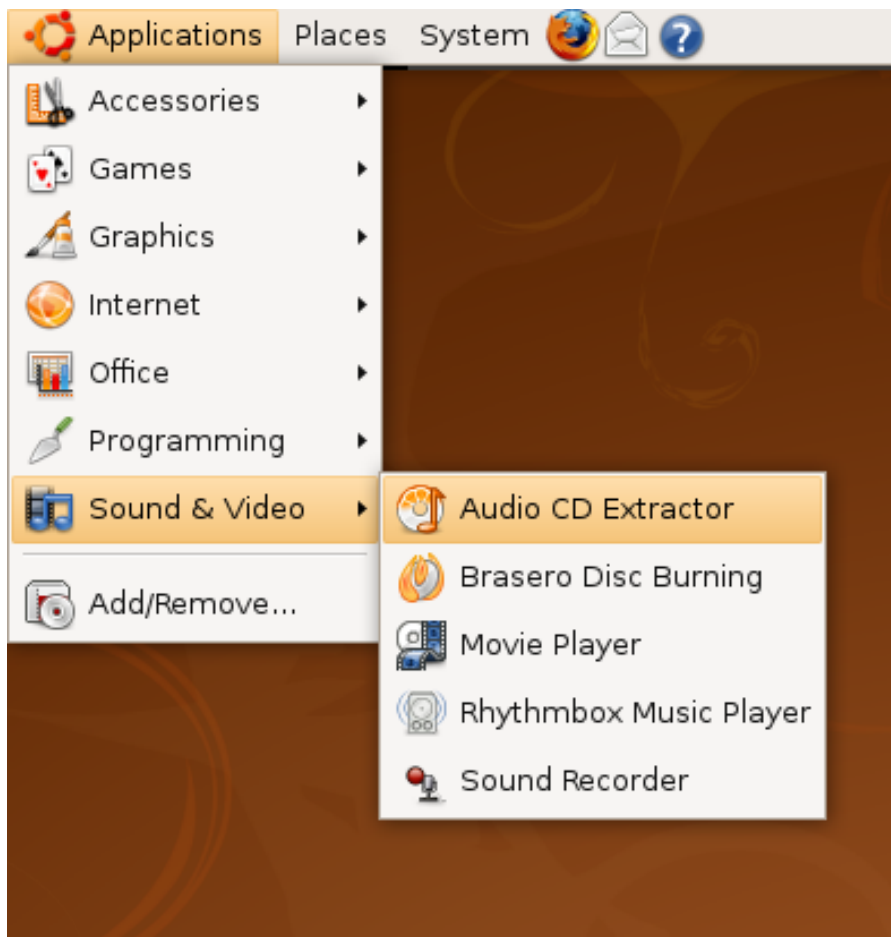 Applications Places System
Accessories
Games
Graphics
Internet
Office
Programming
Sound & Video
Add/Remove...
Audio CD Extractor
Brasero Disc Burning
Movie Player
Rhythmbox Music Player
Sound Recorder